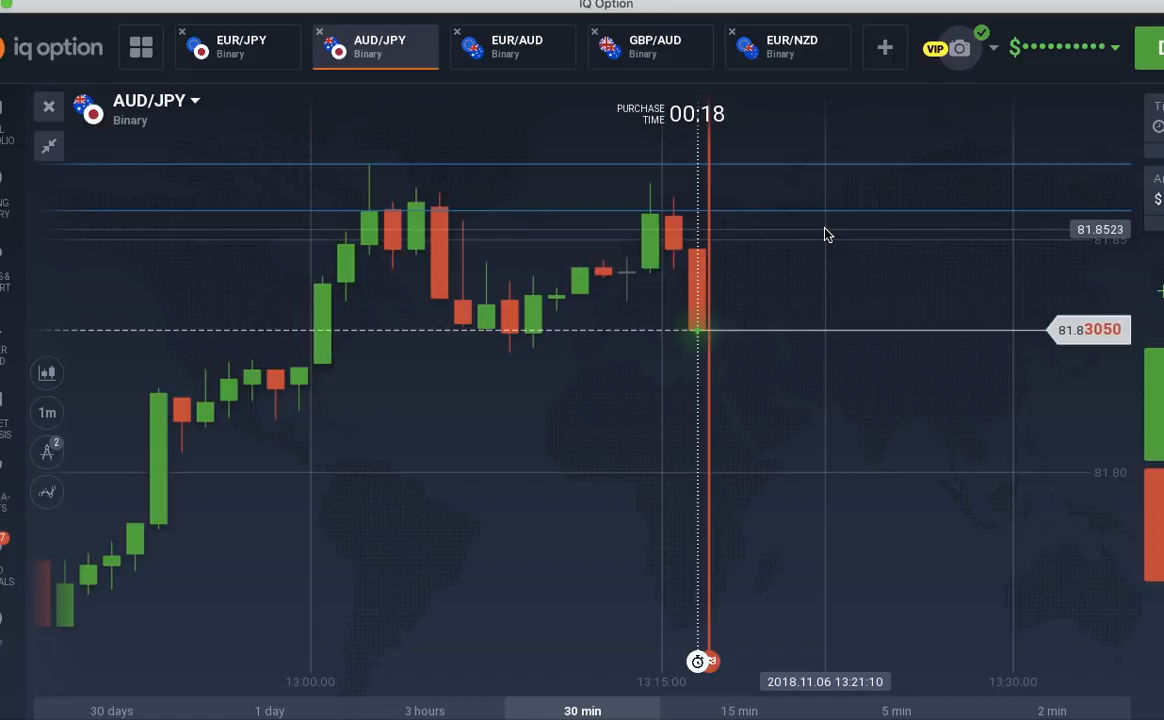 IQ Option
iq option
EUR/JPY
Binary
AUD/JPY
Binary
EUR/AUD
Binary
GBP/AUD
Binary
EUR/NZD
Binary
VIP
$••••••••••
AUD/JPY
Binary
PURCHASE
TIME
00:18
81.8523
81.85
81.83050
1m
2
81.80
13:00:00
13:15:00
2018.11.06 13:21:10
13:30:00
30 days
1 day
3 hours
30 min
15 min
5 min
2 min